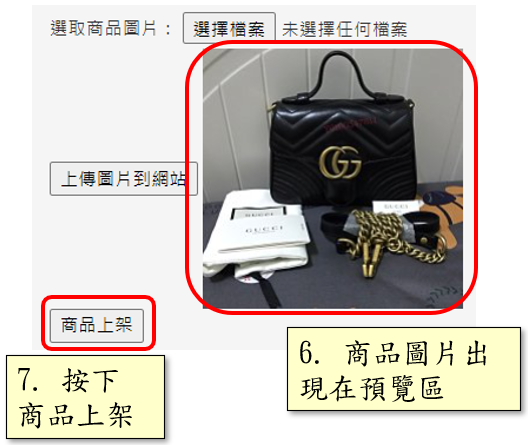 選取商品圖片： 選擇檔案 未選擇任何檔案
上傳圖片到網站
GUCCI
商品上架
6. 商品圖片出
現在預覽區
7. 按下
商品上架